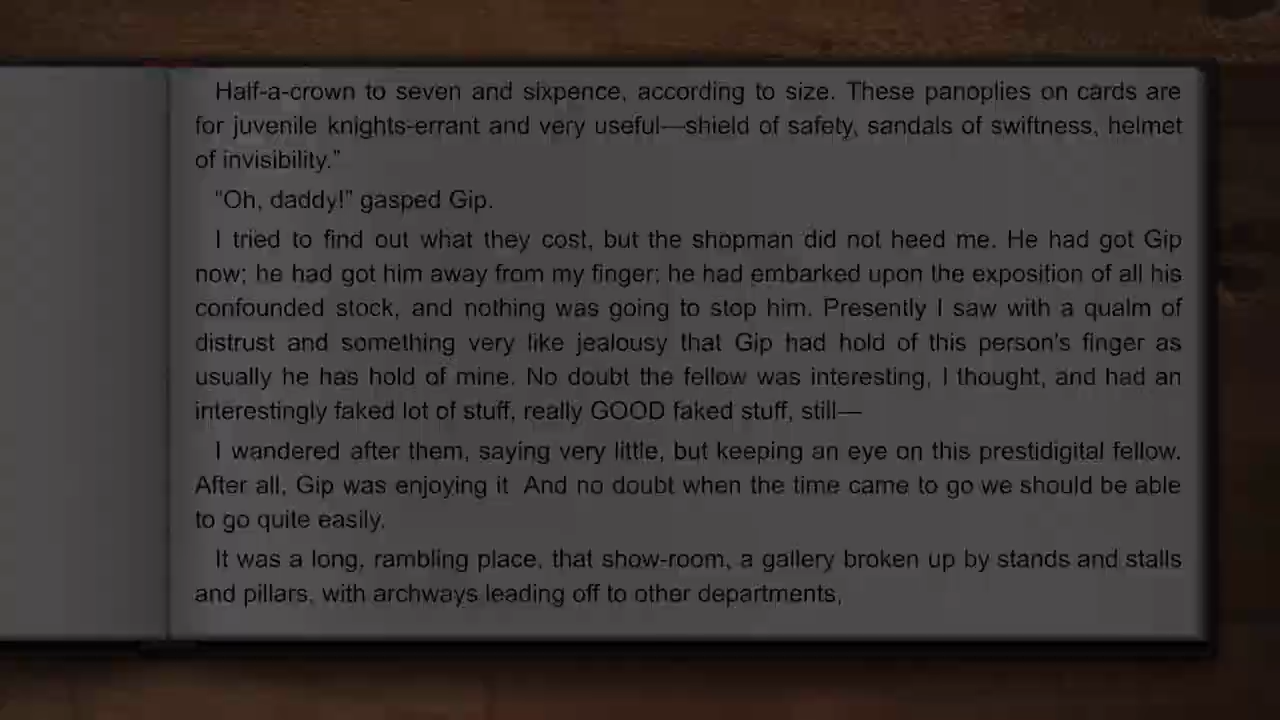 Half-a-crown to seven and sixpence, according to size. These panoplies on cards are
for juvenile knights-errant and very useful—shield of safety, sandals of swiftness, helmet
of invisibility.”
“Oh, daddy!” gasped Gip.
I tried to find out what they cost, but the shopman did not heed me. He had got Gip
now; he had got him away from my finger; he had embarked upon the exposition of all his
confounded stock, and nothing was going to stop him. Presently I saw with a qualm of
distrust and something very like jealousy that Gip had hold of this person's finger as
usually he has hold of mine. No doubt the fellow was interesting, I thought, and had an
interestingly faked lot of stuff, really GOOD faked stuff, still—
I wandered after them, saying very little, but keeping an eye on this prestidigital fellow.
After all, Gip was enjoying it. And no doubt when the time came to go we should be able
to go quite easily.
It was a long, rambling place, that show-room, a gallery broken up by stands and stalls
and pillars, with archways leading off to other departments,